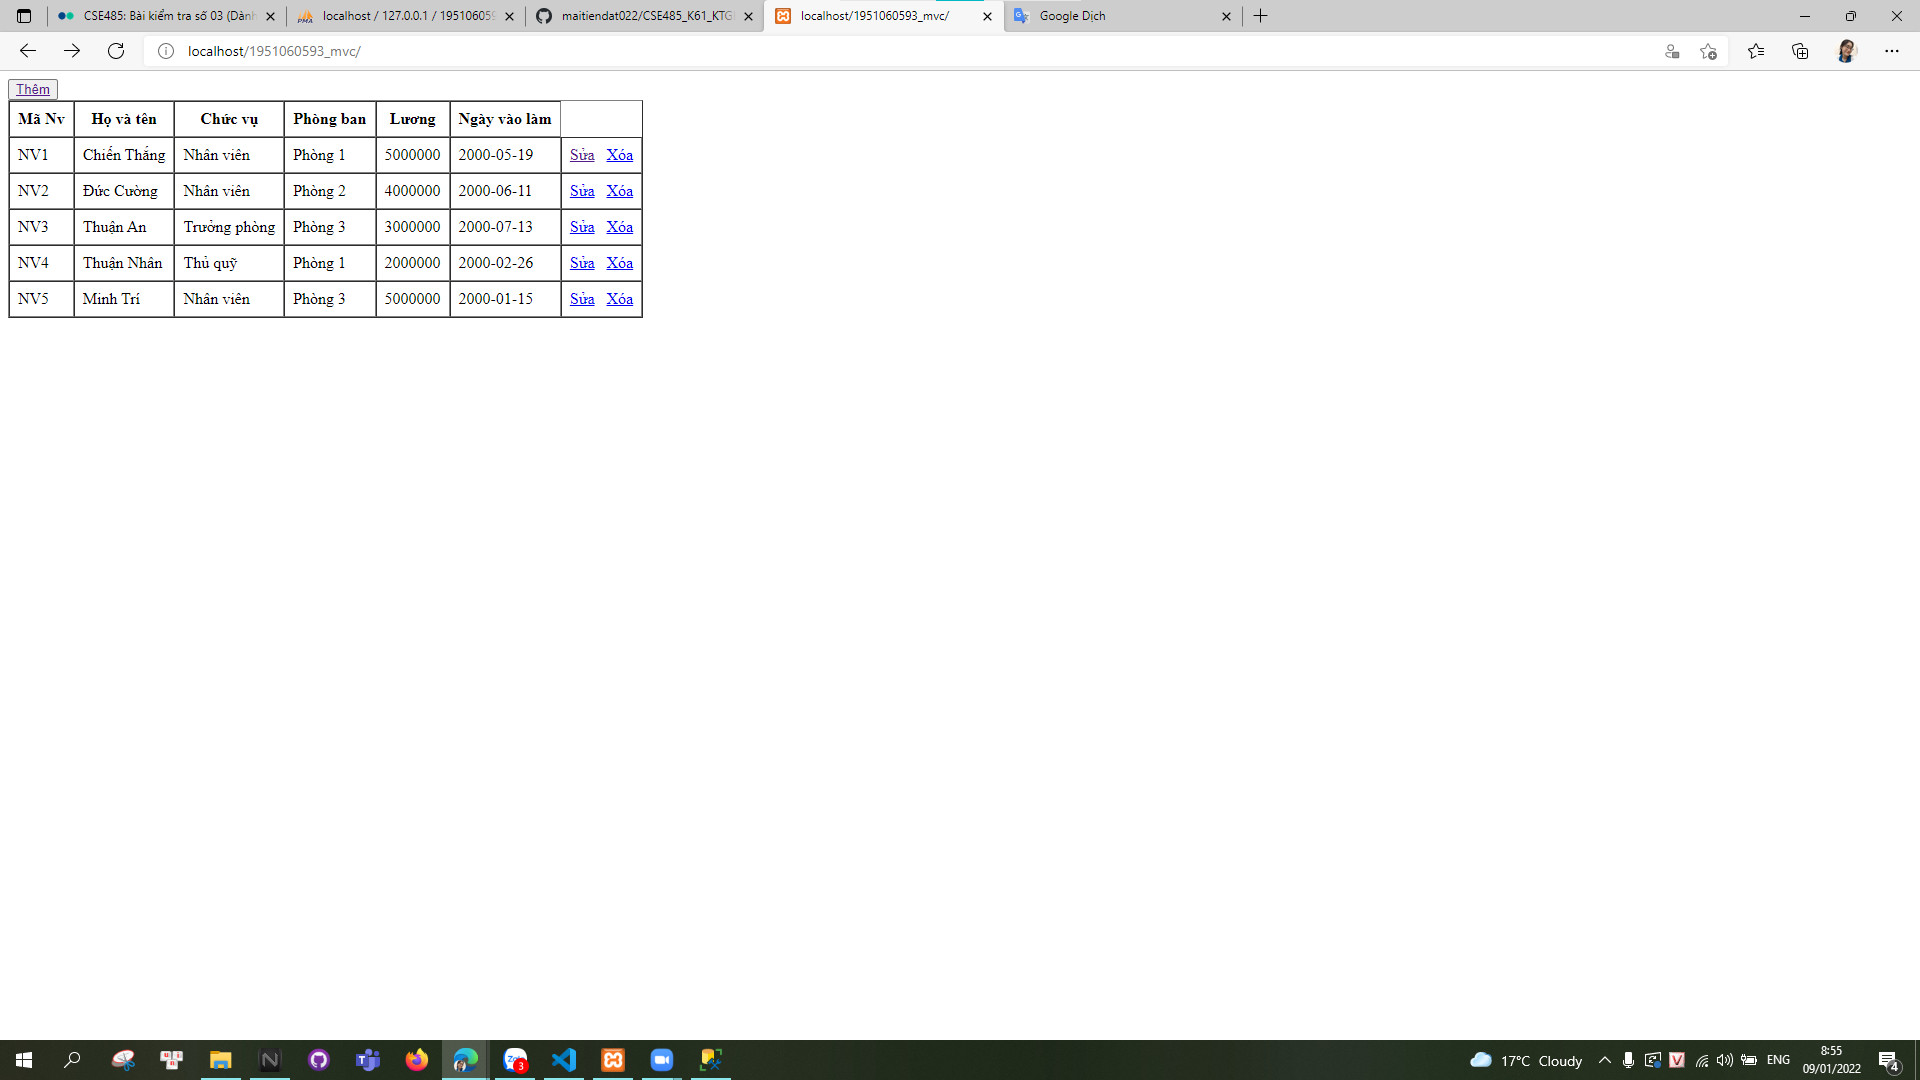 CSE485: Bài kiểm tra số 03 (Dành
localhost / 127.0.0.1 / 195106059
maitiendat022/CSE485_K61_KTG
localhost/1951060593_mvc/
Google Dịch
localhost/1951060593_mvc/
Thêm
Mã Nv Họ và tên Chức vụ Phòng ban Lương Ngày vào làm
NV1 Chiến Thắng Nhân viên Phòng 1 5000000 2000-05-19 Sửa Xóa
NV2 Đức Cường Nhân viên Phòng 2 4000000 2000-06-11 Sửa Xóa
NV3 Thuận An Trưởng phòng Phòng 3 3000000 2000-07-13 Sửa Xóa
NV4 Thuận Nhân Thủ quỹ Phòng 1 2000000 2000-02-26 Sửa Xóa
NV5 Minh Trí Nhân viên Phòng 3 5000000 2000-01-15 Sửa Xóa
17°C Cloudy
ENG
8:55
09/01/2022
4
3